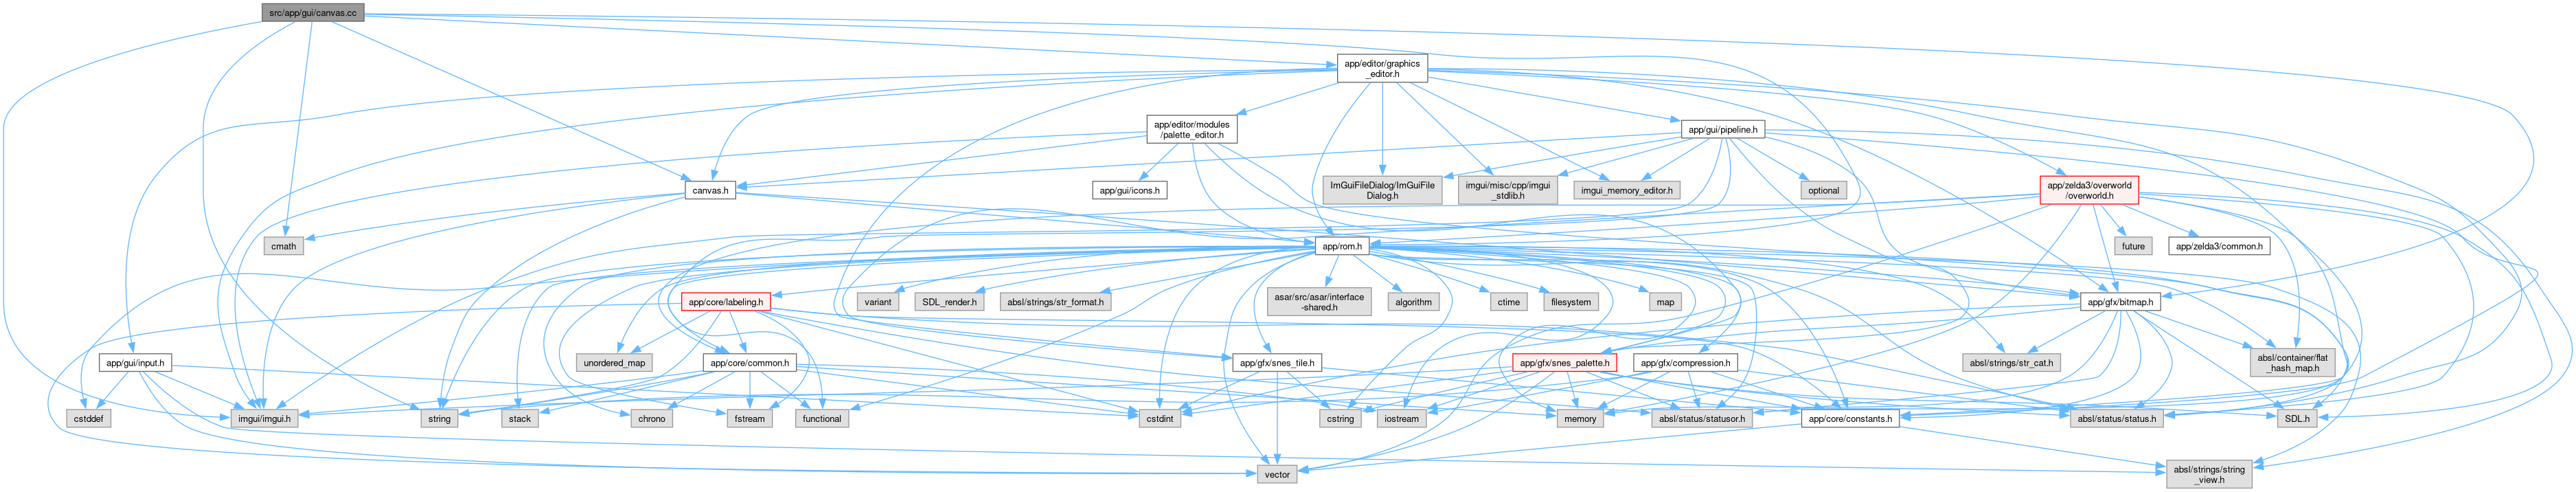 src/app/gui/canvas.cc
app/editor/graphics
_editor.h
app/editor/modules
/palette_editor.h
app/gui/pipeline.h
canvas.h
app/gui/icons.h
ImGuiFileDialog/ImGuiFile
Dialog.h
imgui/misc/cpp/imgui
_stdlib.h
imgui_memory_editor.h
optional
app/zelda3/overworld
/overworld.h
cmath
app/rom.h
future
app/zelda3/common.h
app/core/labeling.h
variant
SDL_render.h
absl/strings/str_format.h
asar/src/asar/interface
-shared.h
algorithm
ctime
filesystem
map
app/gfx/bitmap.h
app/gui/input.h
unordered_map
app/core/common.h
app/gfx/snes_tile.h
app/gfx/snes_palette.h
app/gfx/compression.h
absl/strings/str_cat.h
absl/container/flat
_hash_map.h
cstddef
imgui/imgui.h
string
stack
chrono
fstream
functional
cstdint
cstring
iostream
memory
absl/status/statusor.h
app/core/constants.h
absl/status/status.h
SDL.h
vector
absl/strings/string
_view.h